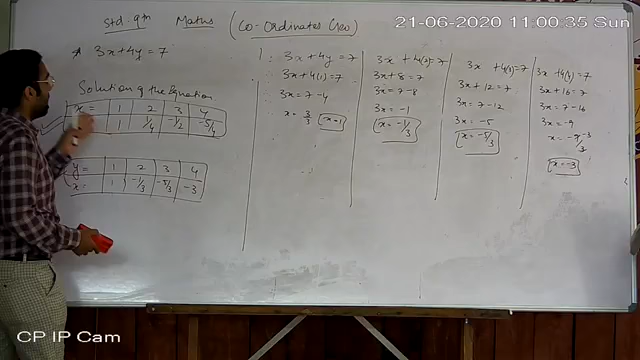 Std. 9th Maths (Co-Ordinates Geo)
21-06-2020 11:00:35 Sun
* 3x+4y=7
Solution of the Equation
x = 1 2 3 4
1 1/4 -1/2 -5/4
y = 1 2 3 4
x = 1 -1/3 -5/3 -3
1: 3x+4y=7
∴ 3x+4(1)=7
∴ 3x=7-4
∴ x = 3/3 x=1
3x+4(2)=7
3x+8=7
3x=7-8
3x=-1
x=-1/3
3x+4(3)=7
3x+12=7
3x=7-12
3x=-5
x=-5/3
3x+4(4)=7
3x+16=7
3x=7-16
3x=-9
x=-9/3 -3
x=-3
CP IP Cam